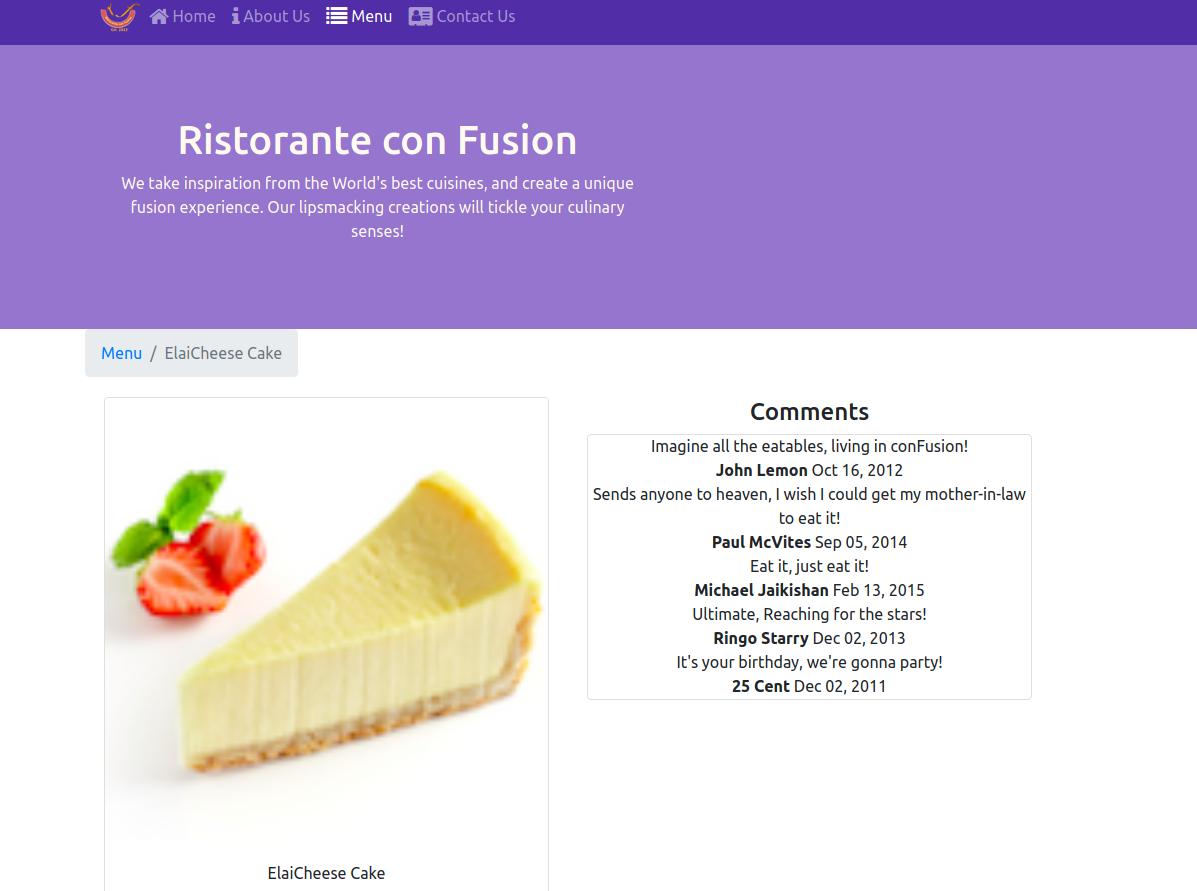 Home About Us Menu Contact Us
Ristorante con Fusion
We take inspiration from the World's best cuisines, and create a unique
fusion experience. Our lipsmacking creations will tickle your culinary
senses!
Menu / ElaiCheese Cake
Comments
Imagine all the eatables, living in conFusion!
John Lemon Oct 16, 2012
Sends anyone to heaven, I wish I could get my mother-in-law
to eat it!
Paul McVites Sep 05, 2014
Eat it, just eat it!
Michael Jaikishan Feb 13, 2015
Ultimate, Reaching for the stars!
Ringo Starry Dec 02, 2013
It's your birthday, we're gonna party!
25 Cent Dec 02, 2011
ElaiCheese Cake